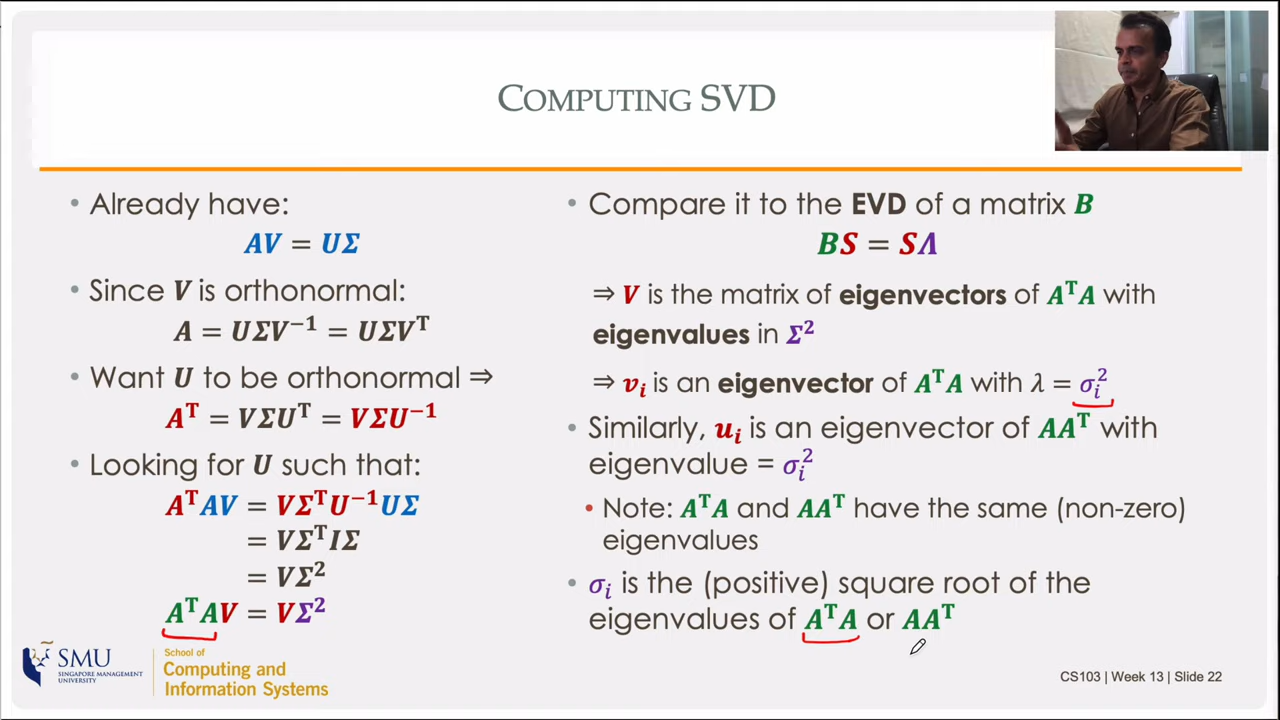 COMPUTING SVD
• Already have:
AV = UΣ
• Since V is orthonormal:
A = UΣV⁻¹ = UΣVᵀ
• Want U to be orthonormal ⇒
Aᵀ = VΣUᵀ = VΣU⁻¹
• Looking for U such that:
AᵀAV = VΣᵀU⁻¹UΣ
= VΣᵀIΣ
= VΣ²
AᵀAV = VΣ²
• Compare it to the EVD of a matrix B
BS = SΛ
⇒ V is the matrix of eigenvectors of AᵀA with
eigenvalues in Σ²
⇒ vᵢ is an eigenvector of AᵀA with λ = σᵢ²
• Similarly, uᵢ is an eigenvector of AAᵀ with
eigenvalue = σᵢ²
• Note: AᵀA and AAᵀ have the same (non-zero)
eigenvalues
• σᵢ is the (positive) square root of the
eigenvalues of AᵀA or AAᵀ
SMU
SINGAPORE MANAGEMENT
UNIVERSITY
School of
Computing and
Information Systems
CS103 | Week 13 | Slide 22